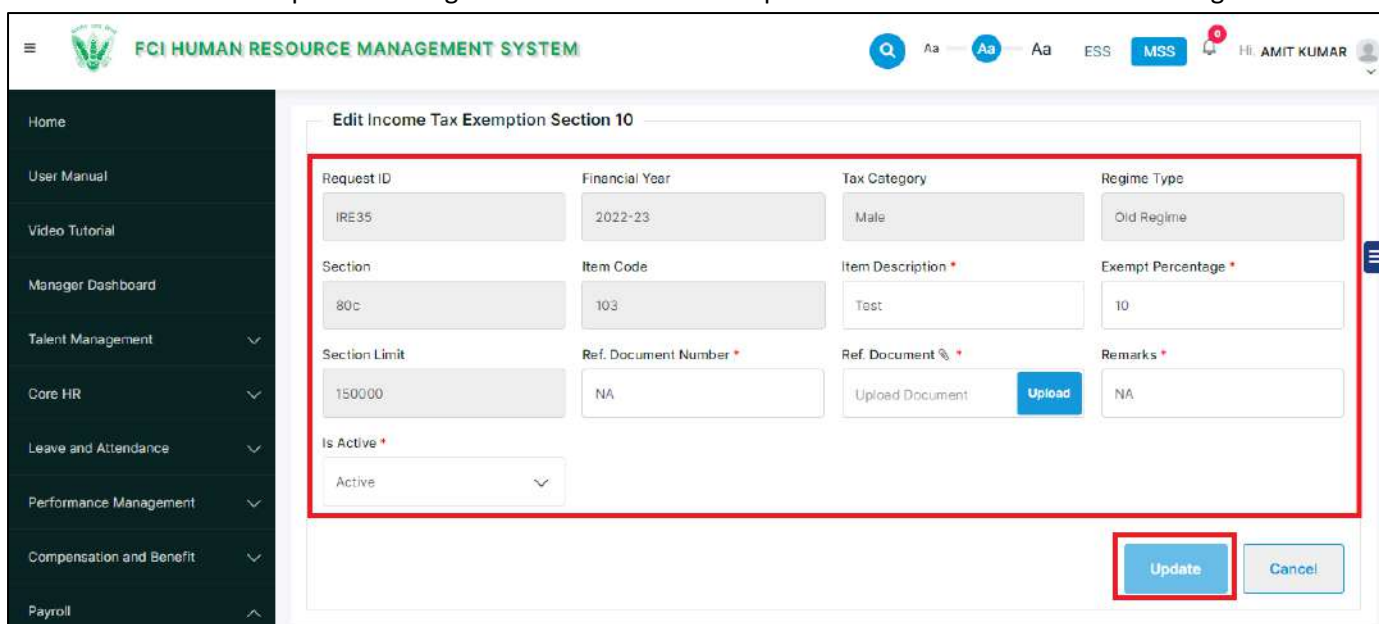 FCI HUMAN RESOURCE MANAGEMENT SYSTEM
Aa Aa Aa ESS MSS 0 Hi. AMIT KUMAR
Home
User Manual
Video Tutorial
Manager Dashboard
Talent Management
Core HR
Leave and Attendance
Performance Management
Compensation and Benefit
Payroll
Edit Income Tax Exemption Section 10
Request ID Financial Year Tax Category Regime Type
IRE35 2022-23 Male Old Regime
Section Item Code Item Description * Exempt Percentage *
80c 103 Test 10
Section Limit Ref. Document Number * Ref. Document * Remarks *
150000 NA Upload Document Upload NA
Is Active *
Active
Update Cancel